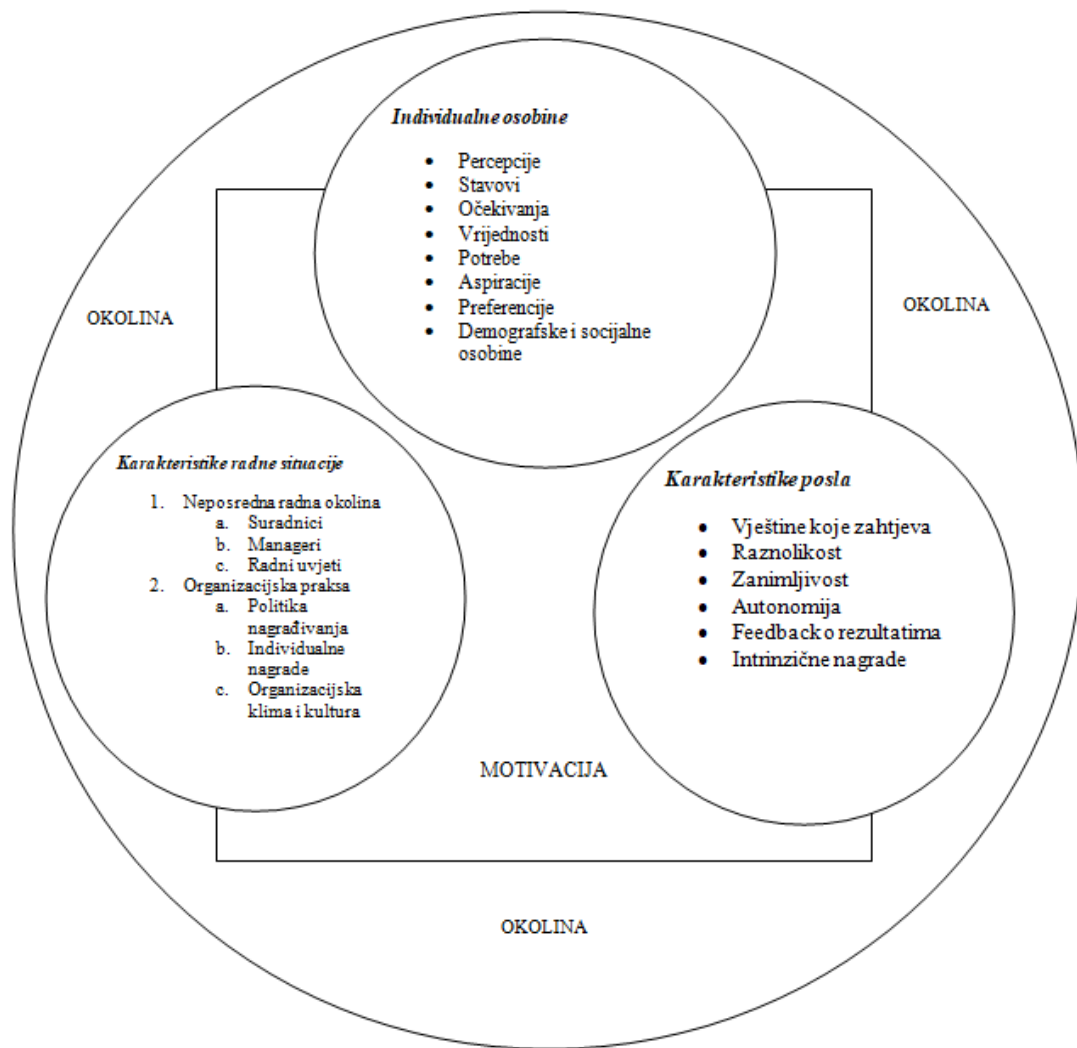 Individualne osobine
• Percepcije
• Stavovi
• Očekivanja
• Vrijednosti
• Potrebe
• Aspiracije
• Preferencije
• Demografske i socijalne
osobine
OKOLINA
OKOLINA
Karakteristike radne situacije
1. Neposredna radna okolina
a. Suradnici
b. Manageri
c. Radni uvjeti
2. Organizacijska praksa
a. Politika
nagrađivanja
b. Individualne
nagrade
c. Organizacijska
klima i kultura
Karakteristike posla
• Vještine koje zahtjeva
• Raznolikost
• Zanimljivost
• Autonomija
• Feedback o rezultatima
• Intrinzične nagrade
MOTIVACIJA
OKOLINA